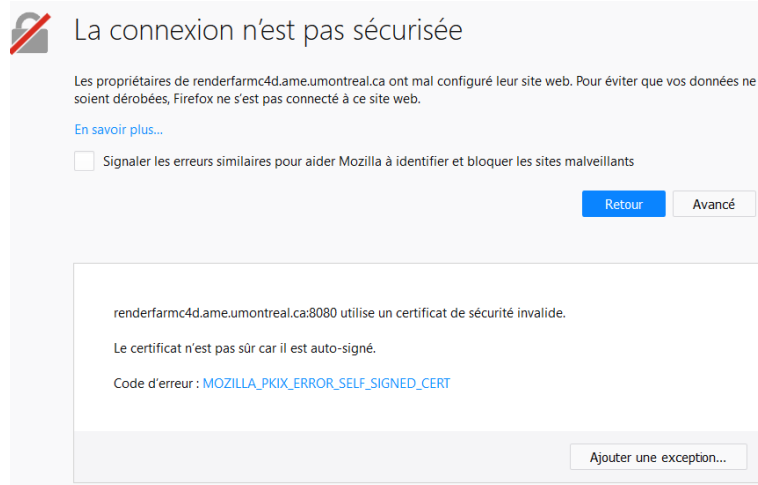 La connexion n’est pas sécurisée
Les propriétaires de renderfarmc4d.ame.umontreal.ca ont mal configuré leur site web. Pour éviter que vos données ne
soient dérobées, Firefox ne s’est pas connecté à ce site web.
En savoir plus...
Signaler les erreurs similaires pour aider Mozilla à identifier et bloquer les sites malveillants
Retour
Avancé
renderfarmc4d.ame.umontreal.ca:8080 utilise un certificat de sécurité invalide.
Le certificat n’est pas sûr car il est auto-signé.
Code d’erreur : MOZILLA_PKIX_ERROR_SELF_SIGNED_CERT
Ajouter une exception...